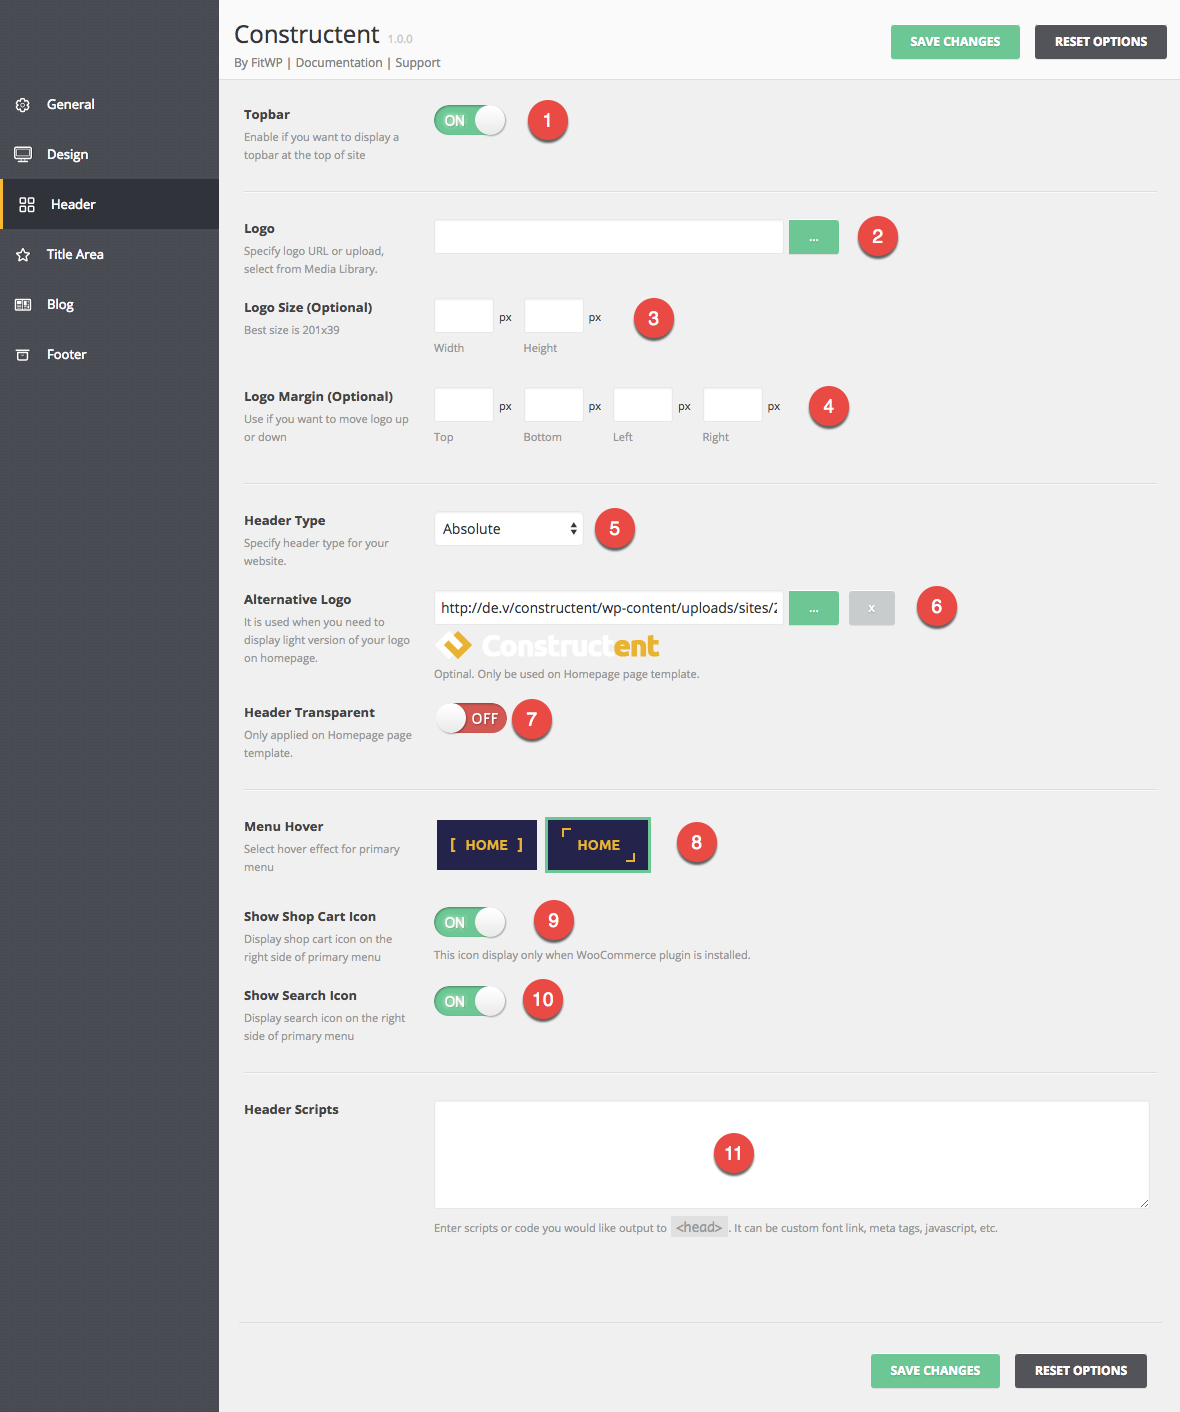 Constructent 1.0.0
By FitWP | Documentation | Support
SAVE CHANGES
RESET OPTIONS
General
Design
Header
Title Area
Blog
Footer
Topbar
Enable if you want to display a
topbar at the top of site
ON
1
Logo
Specify logo URL or upload,
select from Media Library.
...
2
Logo Size (Optional)
Best size is 201x39
px
px
Width
Height
3
Logo Margin (Optional)
Use if you want to move logo up
or down
px
px
px
px
Top
Bottom
Left
Right
4
Header Type
Specify header type for your
website.
Absolute
5
Alternative Logo
It is used when you need to
display light version of your logo
on homepage.
http://de.v/constructent/wp-content/uploads/sites/2
...
x
6
Constructent
Optinal. Only be used on Homepage page template.
Header Transparent
Only applied on Homepage page
template.
OFF
7
Menu Hover
Select hover effect for primary
menu
[ HOME ]
HOME
8
Show Shop Cart Icon
Display shop cart icon on the
right side of primary menu
ON
9
This icon display only when WooCommerce plugin is installed.
Show Search Icon
Display search icon on the right
side of primary menu
ON
10
Header Scripts
11
Enter scripts or code you would like output to <head> . It can be custom font link, meta tags, javascript, etc.
SAVE CHANGES
RESET OPTIONS